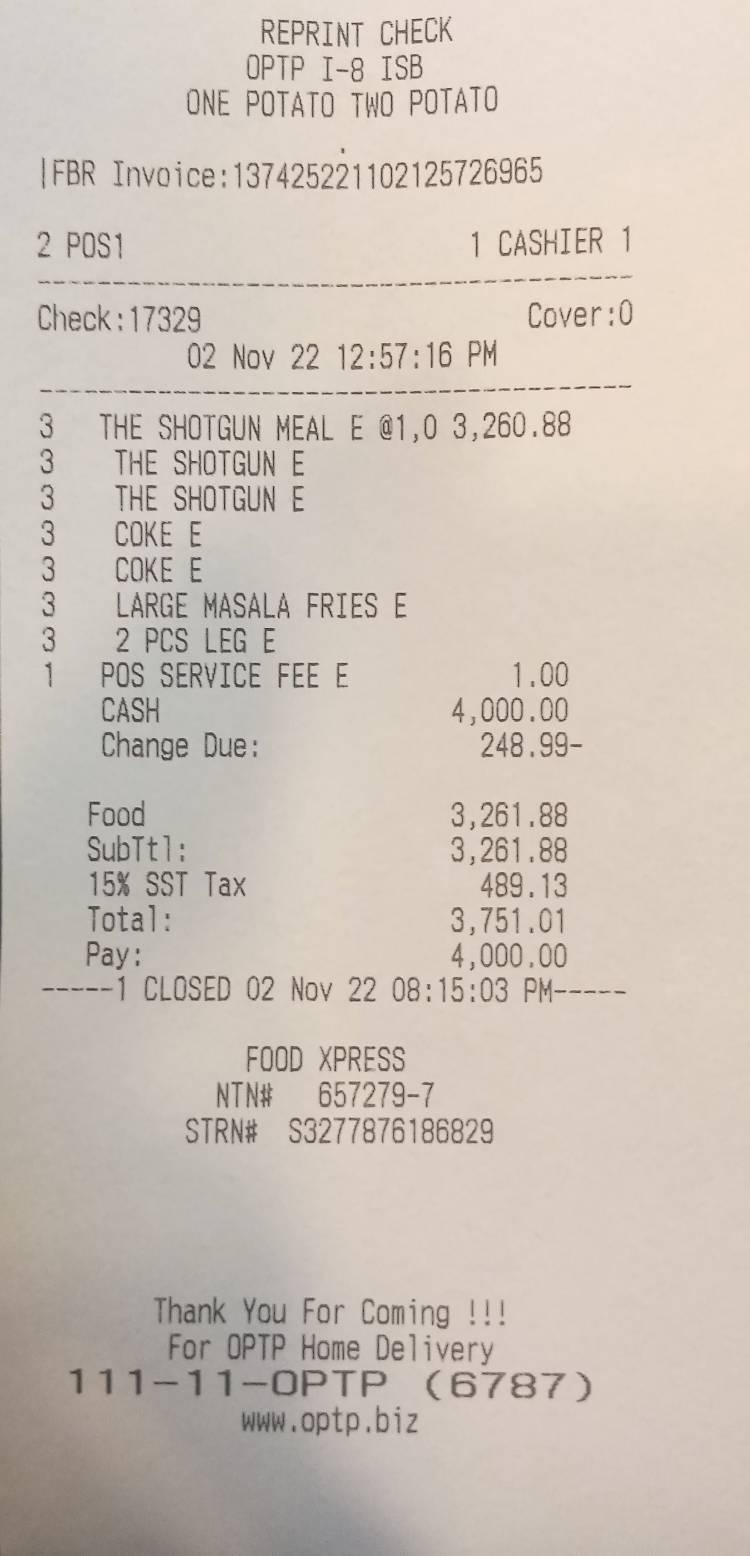 REPRINT CHECK
OPTP I-8 ISB
ONE POTATO TWO POTATO
|FBR Invoice:137425221102125726965
2 POS1 1 CASHIER 1
----------------------------------------
Check:17329 Cover:0
02 Nov 22 12:57:16 PM
----------------------------------------
3 THE SHOTGUN MEAL E @1,0 3,260.88
3 THE SHOTGUN E
3 THE SHOTGUN E
3 COKE E
3 COKE E
3 LARGE MASALA FRIES E
3 2 PCS LEG E
1 POS SERVICE FEE E 1.00
CASH 4,000.00
Change Due: 248.99-
Food 3,261.88
SubTtl: 3,261.88
15% SST Tax 489.13
Total: 3,751.01
Pay: 4,000.00
-----1 CLOSED 02 Nov 22 08:15:03 PM-----
FOOD XPRESS
NTN# 657279-7
STRN# S3277876186829
Thank You For Coming !!!
For OPTP Home Delivery
111-11-OPTP (6787)
www.optp.biz